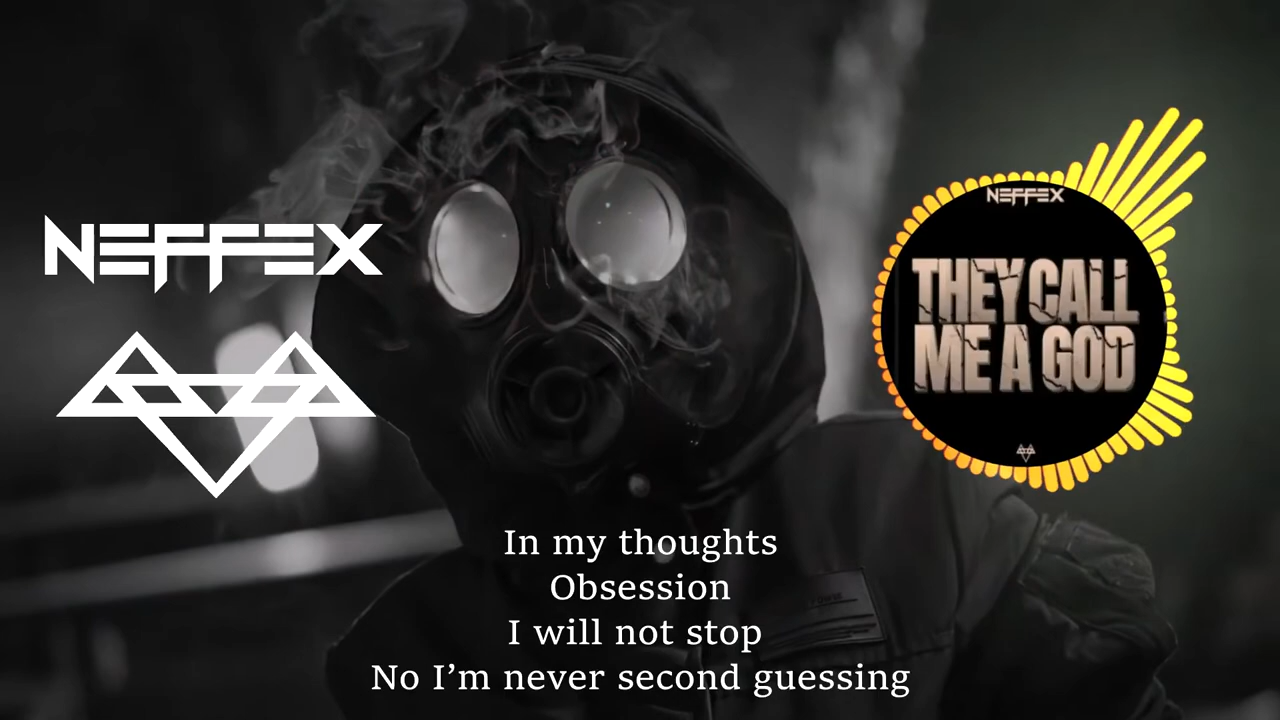 NEFFEX
NEFFEX
THEY CALL
ME A GOD
In my thoughts
Obsession
I will not stop
No I’m never second guessing